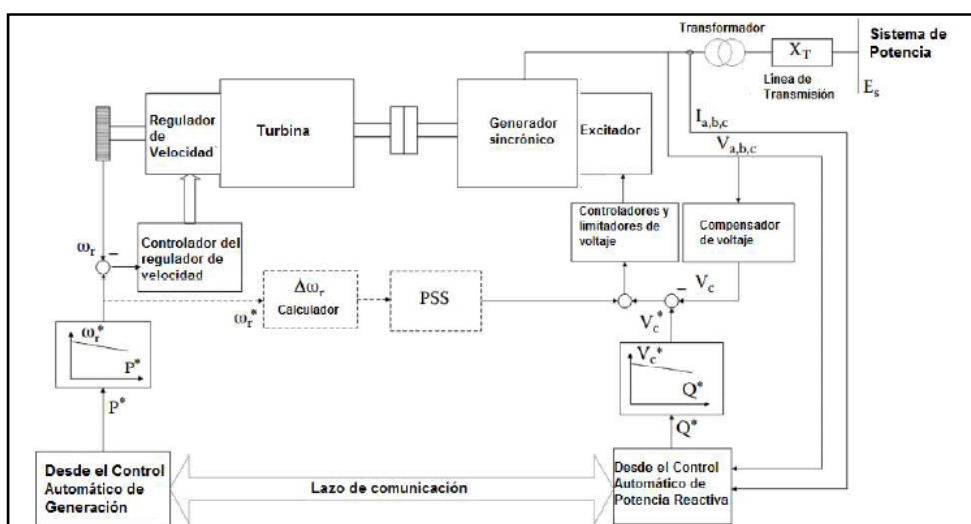 Transformador
Sistema de
Potencia
X_T
Línea de
Transmisión
E_s
Regulador
de
Velocidad
Turbina
Generador
sincrónico
Excitador
I_a,b,c
V_a,b,c
Controladores y
limitadores de
voltaje
Compensador
de voltaje
ω_r
−
Controlador del
regulador de
velocidad
Δω_r
Calculador
PSS
−
V_c
ω_r*
V_c*
ω_r*
P*
V_c*
Q*
P*
Q*
Desde el Control
Automático de
Generación
Lazo de comunicación
Desde el Control
Automático de
Potencia Reactiva